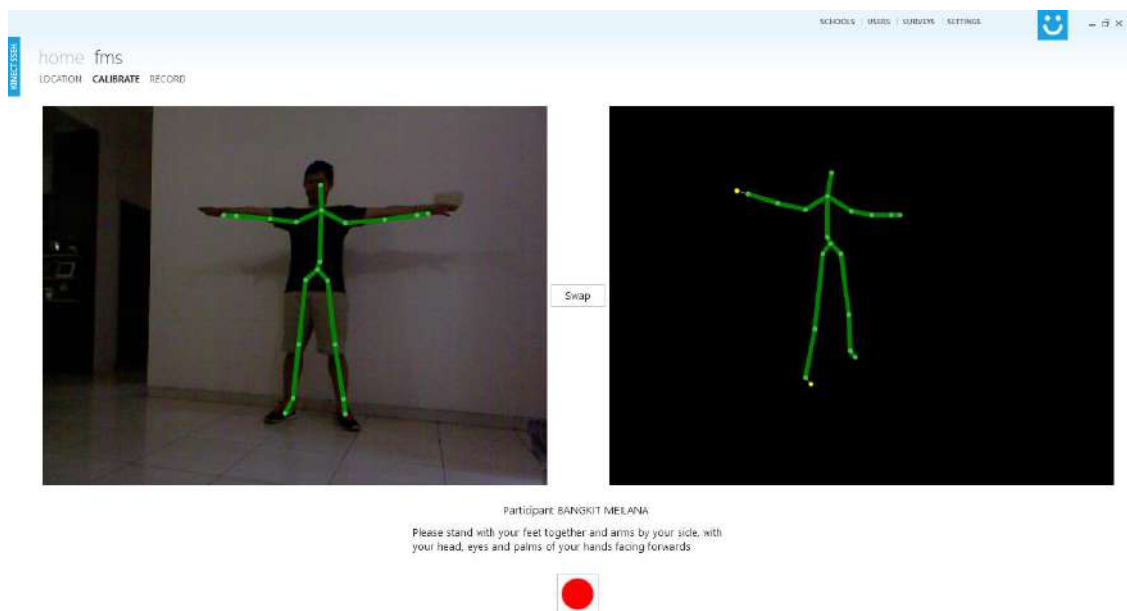 SCHOOLS | USERS | SURVEYS | SETTINGS
KINECT SSEH
home fms
LOCATION CALIBRATE RECORD
Swap
Participant BANGKIT MEILANA
Please stand with your feet together and arms by your side, with
your head, eyes and palms of your hands facing forwards